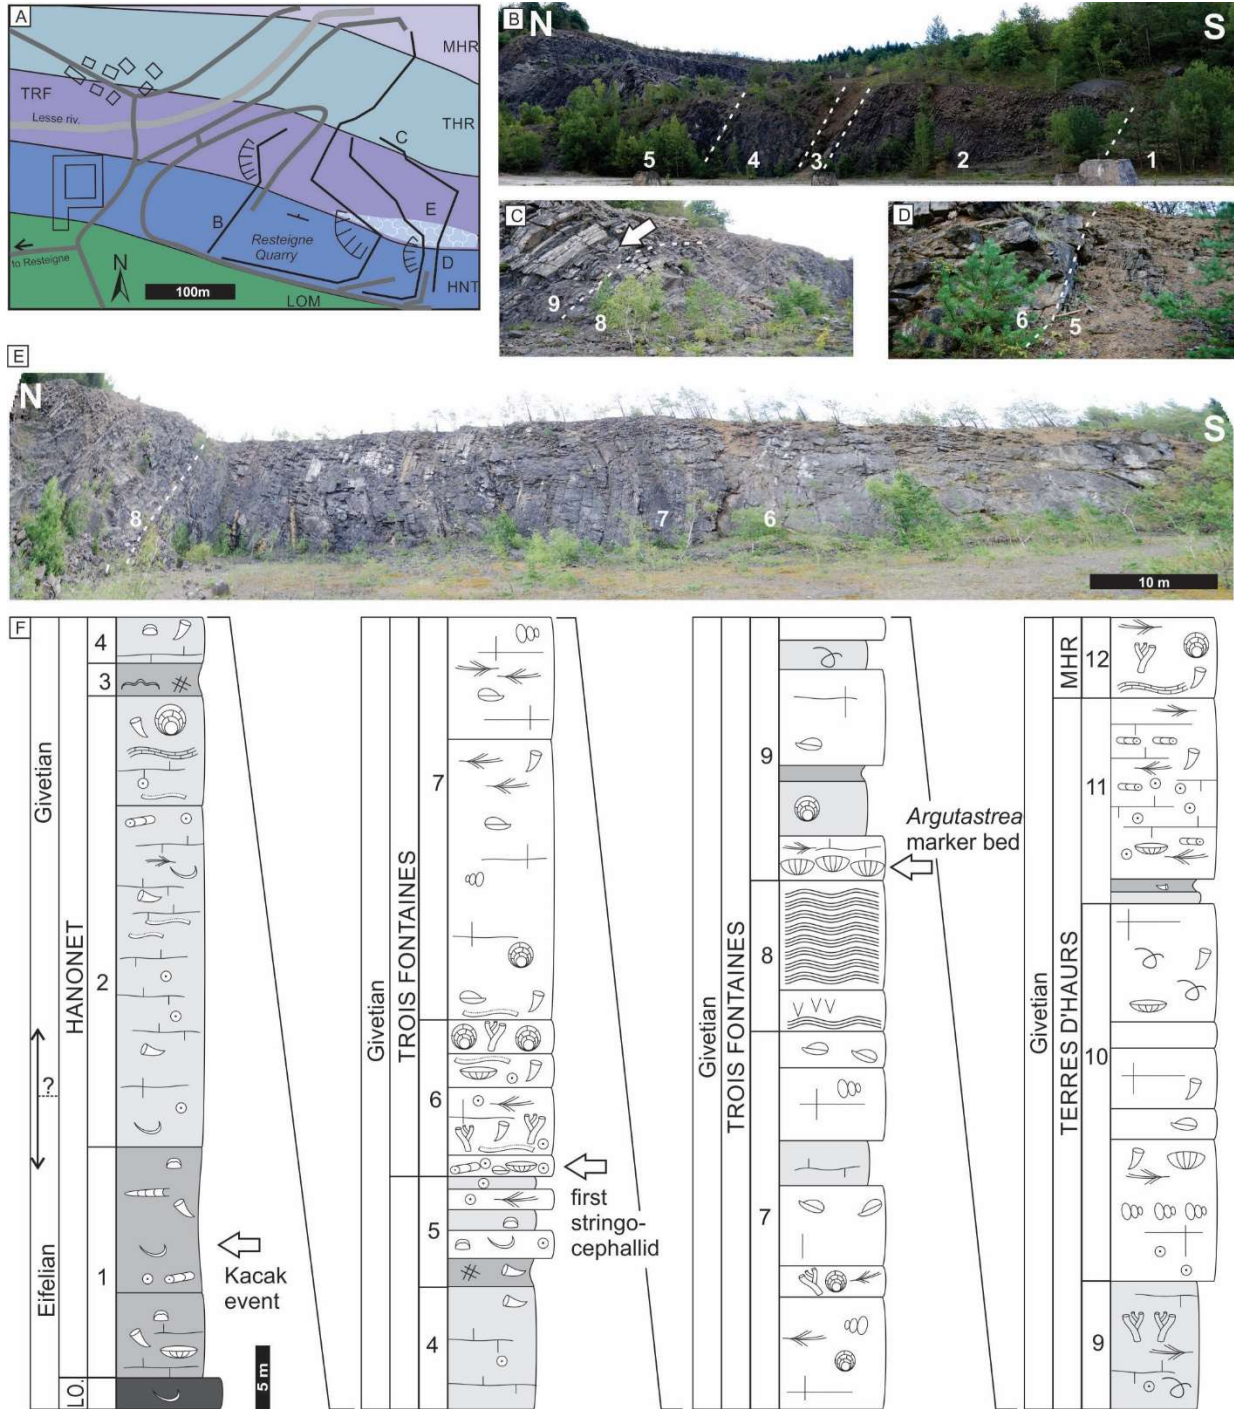 A
MHR
TRF
Lesse riv.
THR
C
E
B
Resteigne
Quarry
D
HNT
to Resteigne
N
100m
LOM
B
N
S
5
4
3
2
1
C
9
8
D
6
5
E
N
S
8
7
6
10 m
F
Givetian
Eifelian
?
HANONET
LO.
4
3
2
1
Kacak
event
5 m
Givetian
TROIS FONTAINES
7
6
5
4
first
stringo-
cephallid
Givetian
TROIS FONTAINES
9
8
7
Argutastrea
marker bed
Givetian
TERRES D'HAURS
MHR
12
11
10
9